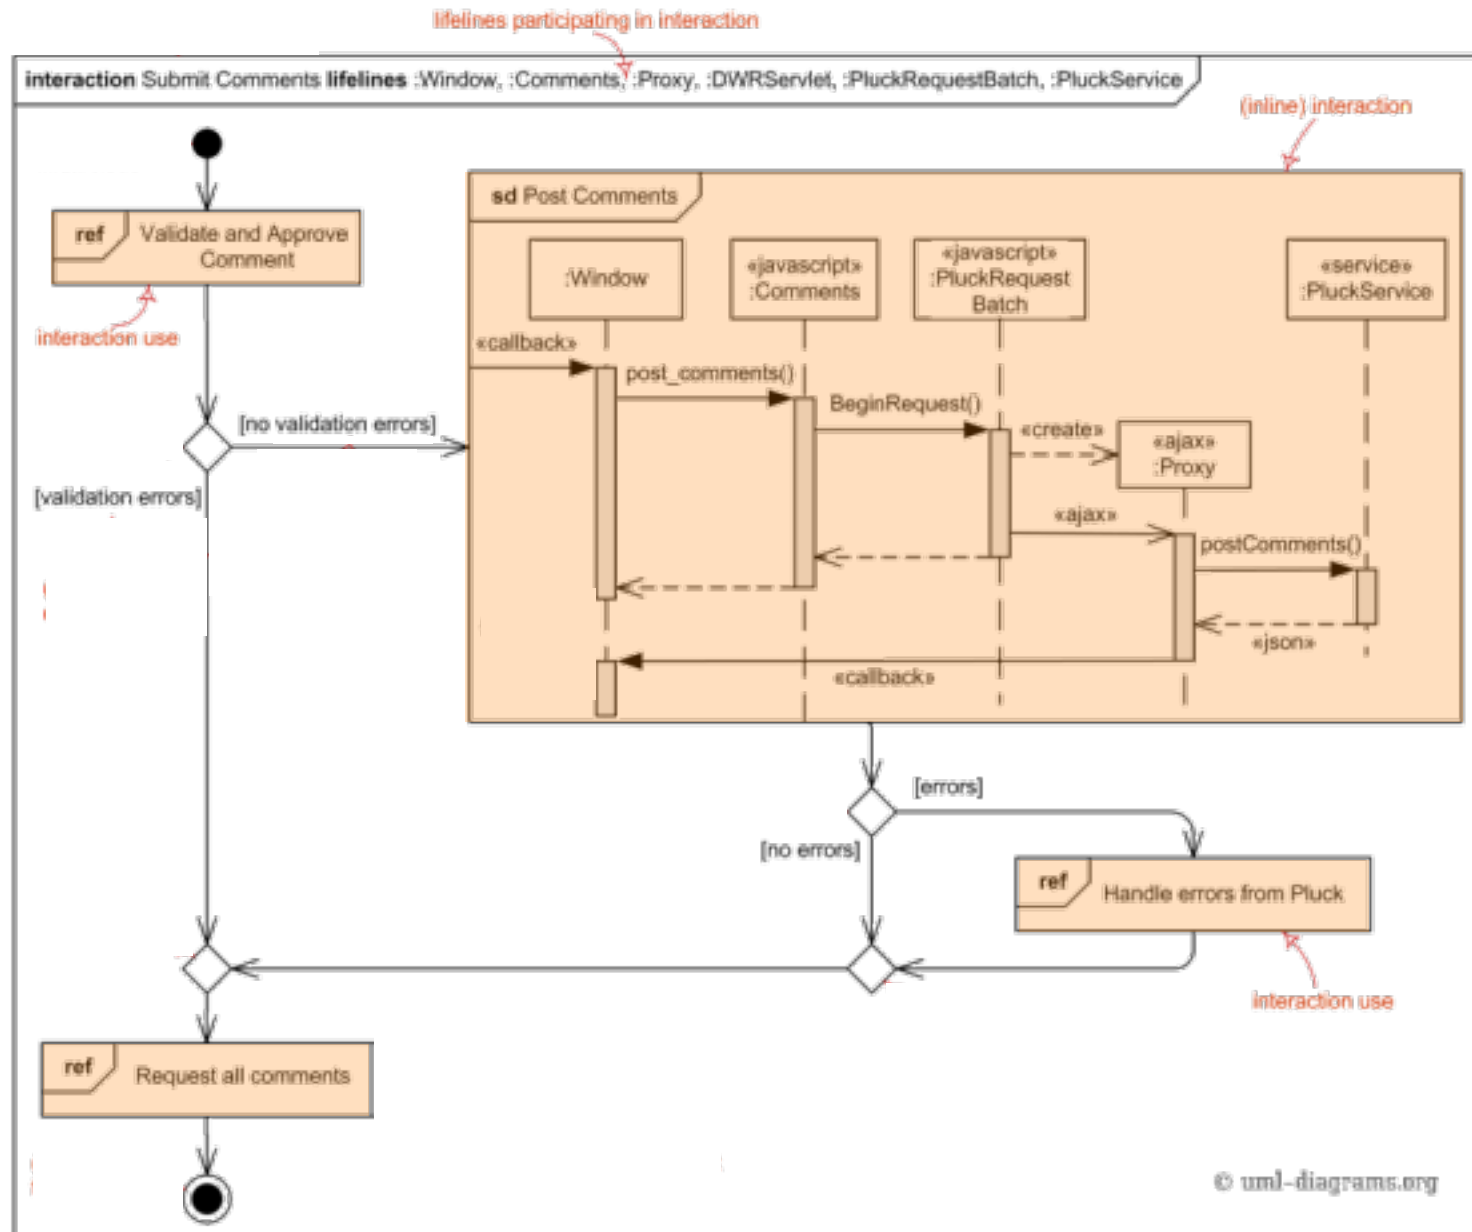 lifelines participating in interaction
interaction Submit Comments lifelines :Window, :Comments, :Proxy, :DWRServlet, :PluckRequestBatch, :PluckService
(inline) interaction
sd Post Comments
ref
Validate and Approve
Comment
interaction use
:Window
«javascript»
:Comments
«javascript»
:PluckRequest
Batch
«service»
:PluckService
«callback»
post_comments()
BeginRequest()
«create»
«ajax»
:Proxy
[no validation errors]
[validation errors]
«ajax»
postComments()
«json»
«callback»
[errors]
[no errors]
ref
Handle errors from Pluck
interaction use
ref
Request all comments
© uml-diagrams.org